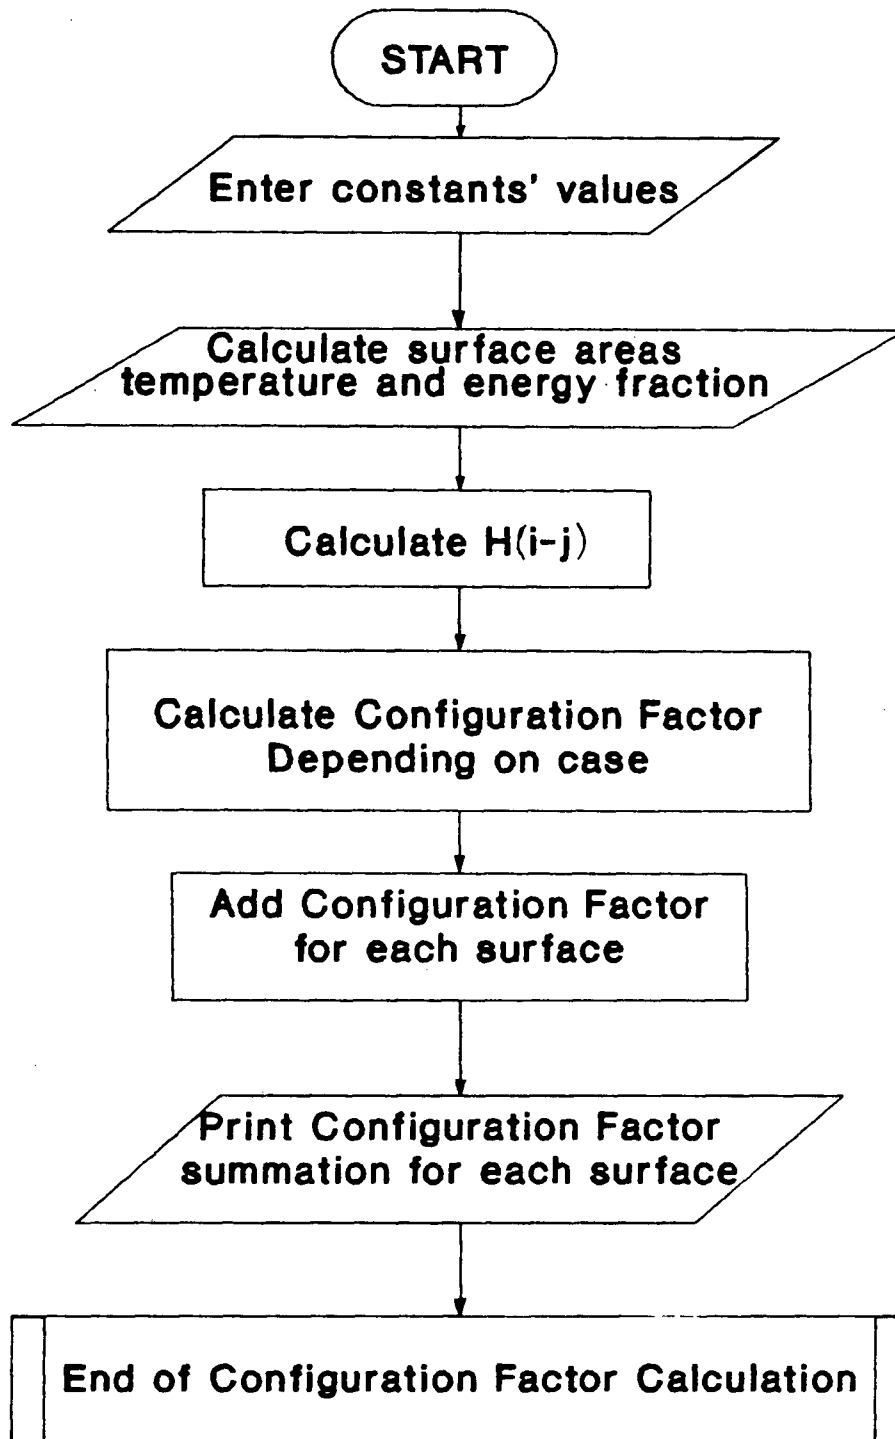 START
Enter constants' values
Calculate surface areas
temperature and energy fraction
Calculate H(i-j)
Calculate Configuration Factor
Depending on case
Add Configuration Factor
for each surface
Print Configuration Factor
summation for each surface
End of Configuration Factor Calculation